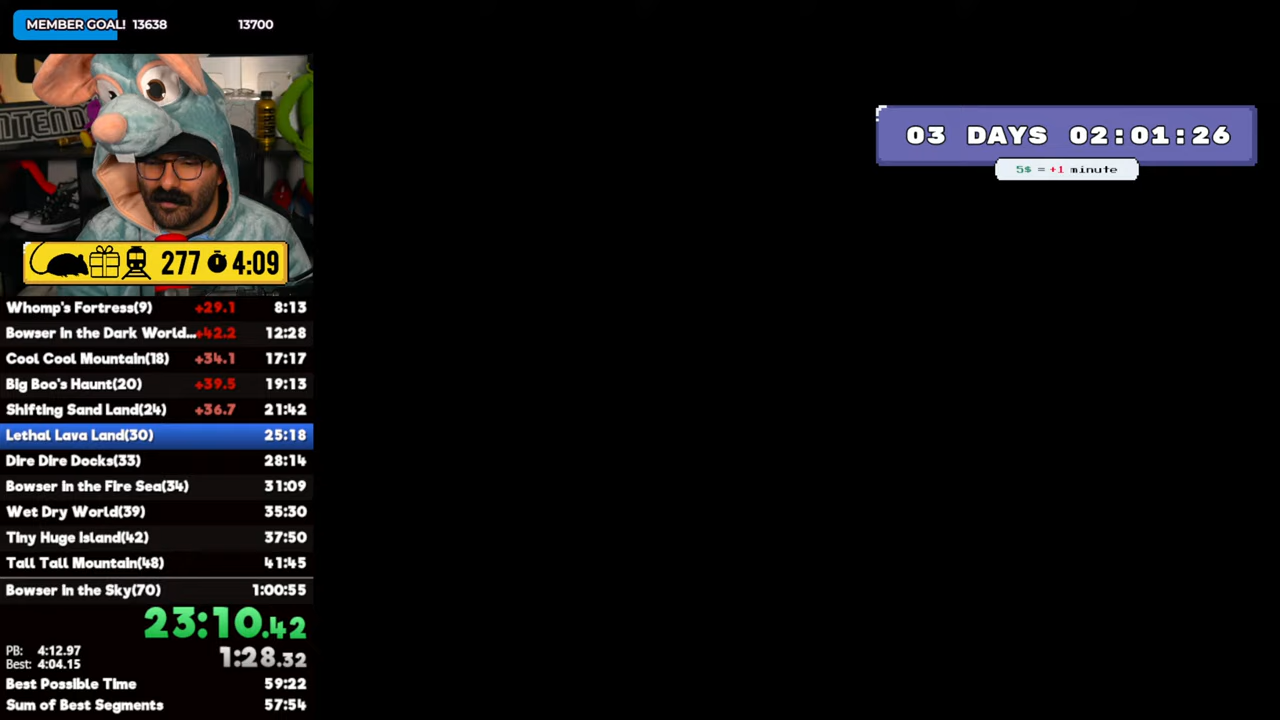 MEMBER GOAL! 13638 13700
03 DAYS 02:01:26
5$ = +1 minute
NTEND
277 4:09
Whomp's Fortress(9) +29.1 8:13
Bowser in the Dark World... +42.2 12:28
Cool Cool Mountain(18) +34.1 17:17
Big Boo's Haunt(20) +39.5 19:13
Shifting Sand Land(24) +36.7 21:42
Lethal Lava Land(30) 25:18
Dire Dire Docks(33) 28:14
Bowser in the Fire Sea(34) 31:09
Wet Dry World(39) 35:30
Tiny Huge Island(42) 37:50
Tall Tall Mountain(48) 41:45
Bowser in the Sky(70) 1:00:55
23:10.42
PB: 4:12.97
Best: 4:04.15
1:28.32
Best Possible Time 59:22
Sum of Best Segments 57:54